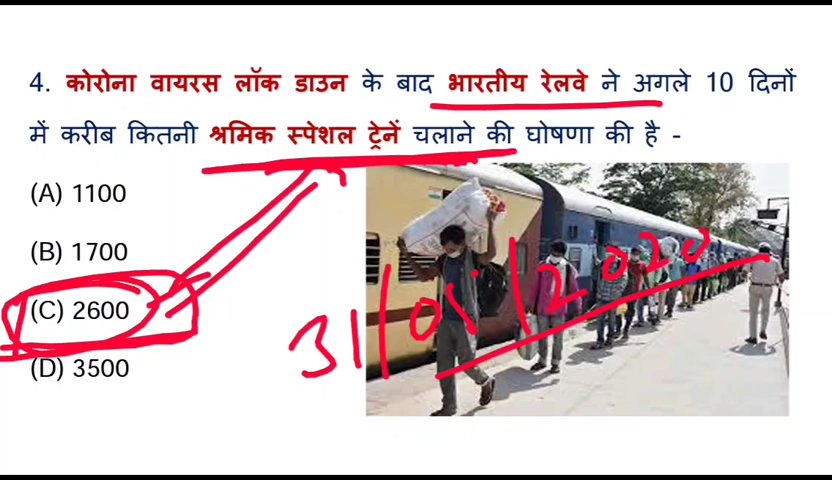 4. कोरोना वायरस लॉक डाउन के बाद भारतीय रेलवे ने अगले 10 दिनों
में करीब कितनी श्रमिक स्पेशल ट्रेनें चलाने की घोषणा की है -
(A) 1100
(B) 1700
(C) 2600
(D) 3500
31/05/2020